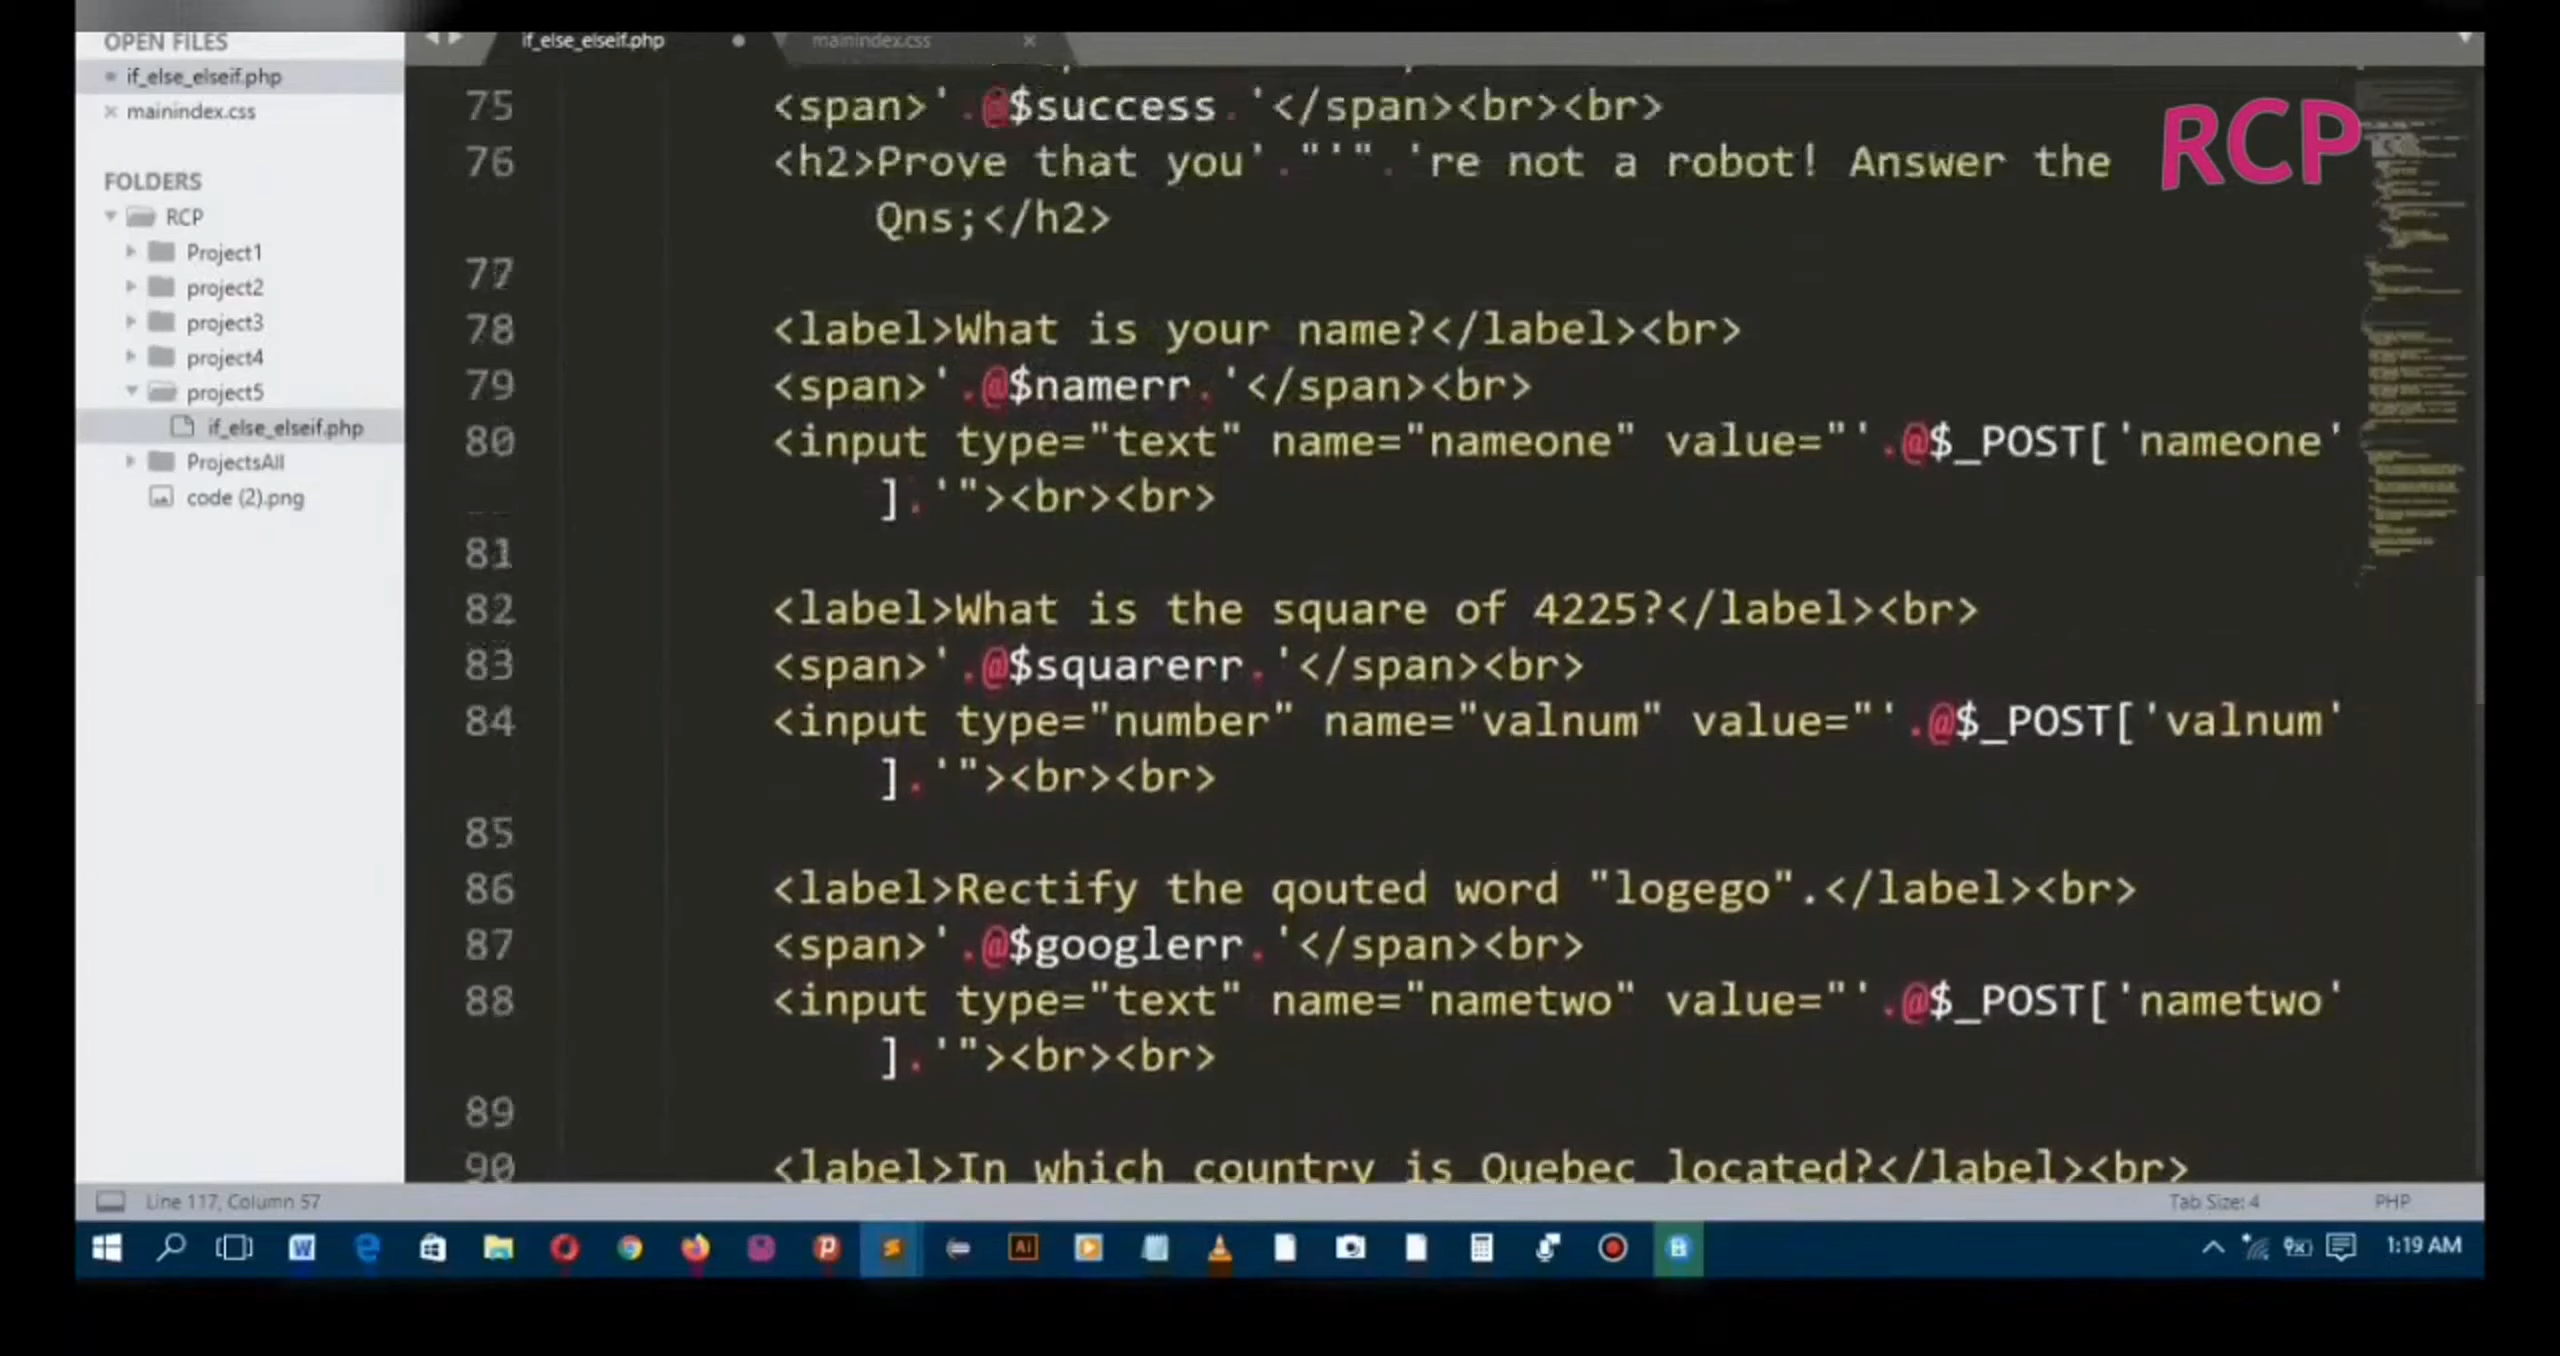 OPEN FILES
if_else_elseif.php
mainindex.css
FOLDERS
RCP
Project1
project2
project3
project4
project5
if_else_elseif.php
ProjectsAll
code (2).png
if_else_elseif.php
mainindex.css
RCP
75 <span>'.@$success.'</span><br><br>
76 <h2>Prove that you'."'".'re not a robot! Answer the
Qns;</h2>
77
78 <label>What is your name?</label><br>
79 <span>'.@$namerr.'</span><br>
80 <input type="text" name="nameone" value="'.@$_POST['nameone'
].'"><br><br>
81
82 <label>What is the square of 4225?</label><br>
83 <span>'.@$squarerr.'</span><br>
84 <input type="number" name="valnum" value="'.@$_POST['valnum'
].'"><br><br>
85
86 <label>Rectify the qouted word "logego".</label><br>
87 <span>'.@$googlerr.'</span><br>
88 <input type="text" name="nametwo" value="'.@$_POST['nametwo'
].'"><br><br>
89
90 <label>In which country is Quebec located?</label><br>
Line 117, Column 57
Tab Size: 4
PHP
1:19 AM